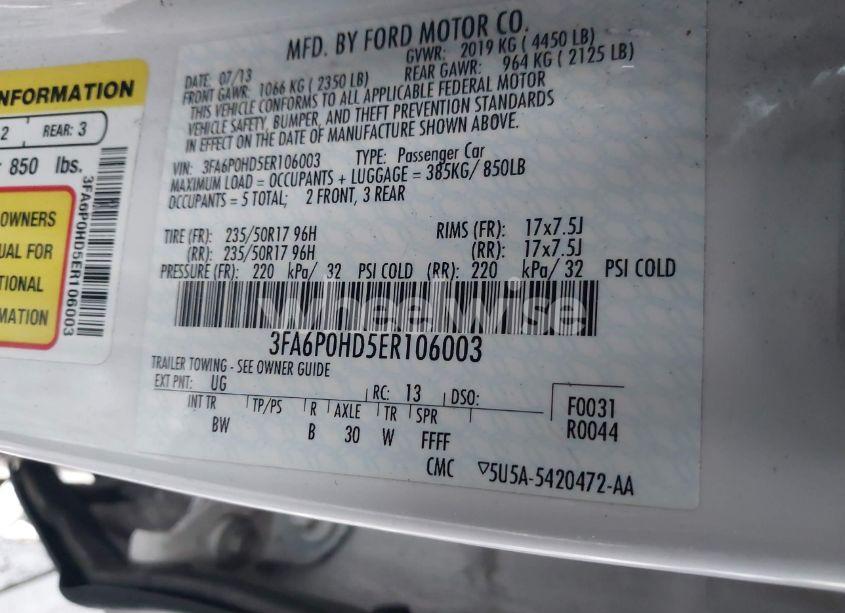 MFD. BY FORD MOTOR CO.
DATE: 07/13
GVWR: 2019 KG ( 4450 LB)
FRONT GAWR: 1066 KG ( 2350 LB)
REAR GAWR: 964 KG ( 2125 LB)
THIS VEHICLE CONFORMS TO ALL APPLICABLE FEDERAL MOTOR
VEHICLE SAFETY, BUMPER, AND THEFT PREVENTION STANDARDS
IN EFFECT ON THE DATE OF MANUFACTURE SHOWN ABOVE.
VIN: 3FA6P0HD5ER106003 TYPE: Passenger Car
MAXIMUM LOAD = OCCUPANTS + LUGGAGE = 385KG/ 850LB
OCCUPANTS = 5 TOTAL; 2 FRONT, 3 REAR
TIRE (FR): 235/50R17 96H RIMS (FR): 17x7.5J
(RR): 235/50R17 96H (RR): 17x7.5J
PRESSURE (FR): 220 kPa/ 32 PSI COLD (RR): 220 kPa/ 32 PSI COLD
wheelwise
3FA6P0HD5ER106003
TRAILER TOWING - SEE OWNER GUIDE
EXT PNT: UG RC: 13 DSO:
INT TR TP/PS R AXLE TR SPR
BW B 30 W FFFF
F0031
R0044
CMC ▽5U5A-5420472-AA
INFORMATION
2 REAR: 3
850 lbs.
OWNERS
UAL FOR
TIONAL
MATION
3FA6P0HD5ER106003